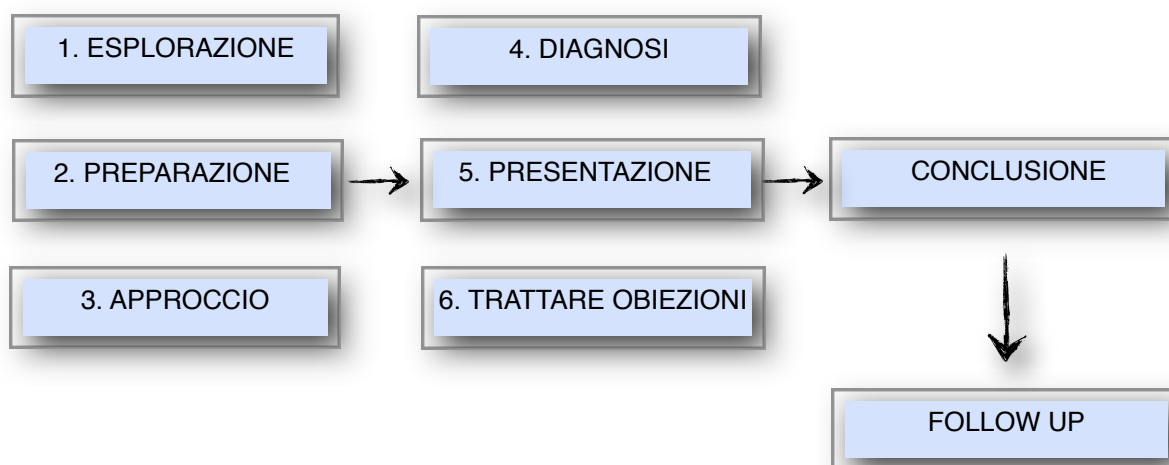 1. ESPLORAZIONE
2. PREPARAZIONE
3. APPROCCIO
4. DIAGNOSI
5. PRESENTAZIONE
6. TRATTARE OBIEZIONI
CONCLUSIONE
FOLLOW UP